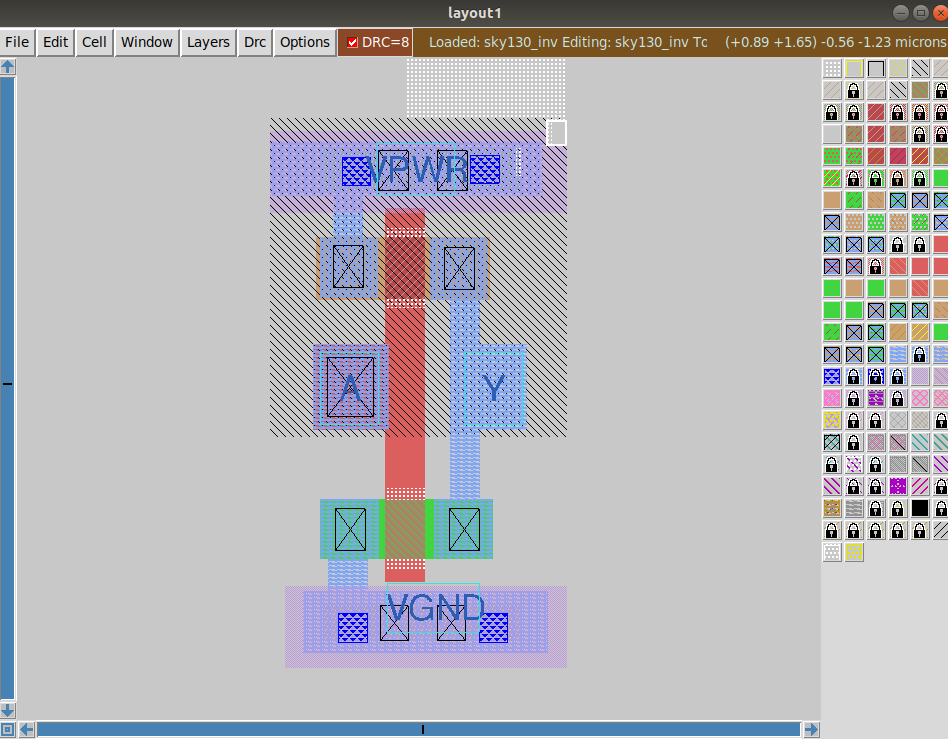 layout1
File Edit Cell Window Layers Drc Options DRC=8 Loaded: sky130_inv Editing: sky130_inv To (+0.89 +1.65) -0.56 -1.23 microns
VPWR
A Y
VGND